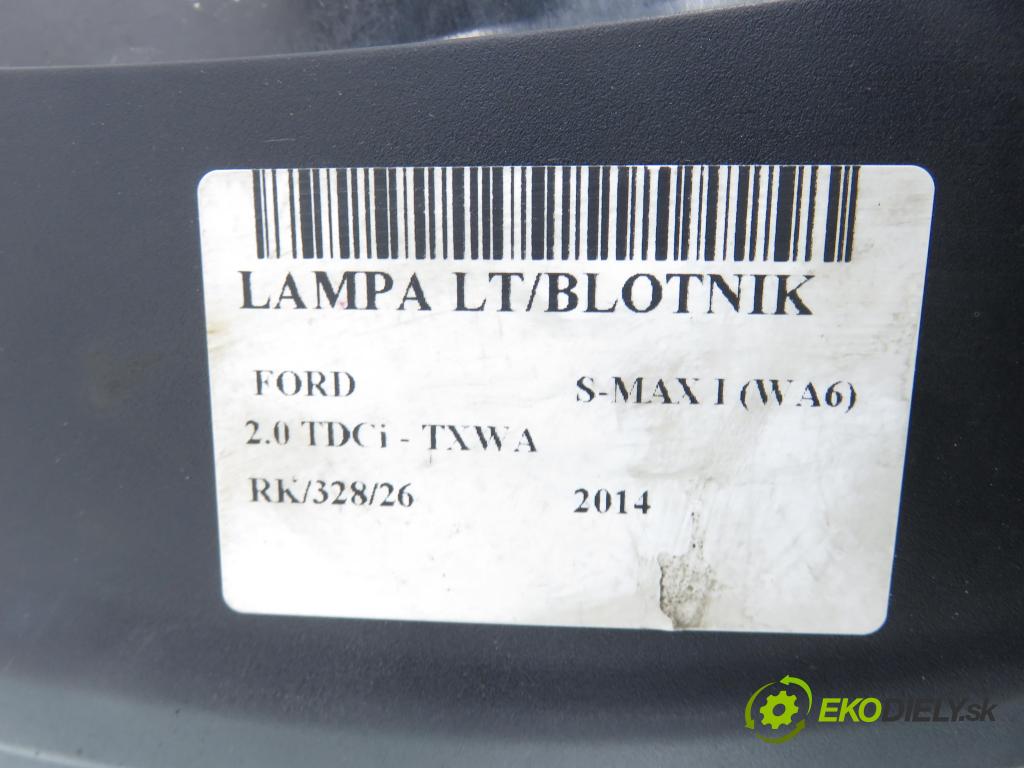 LAMPA LT/BLOTNIK
FORD S-MAX I (WA6)
2.0 TDCi - TXWA
RK/328/26 2014
EKODIELY.sk